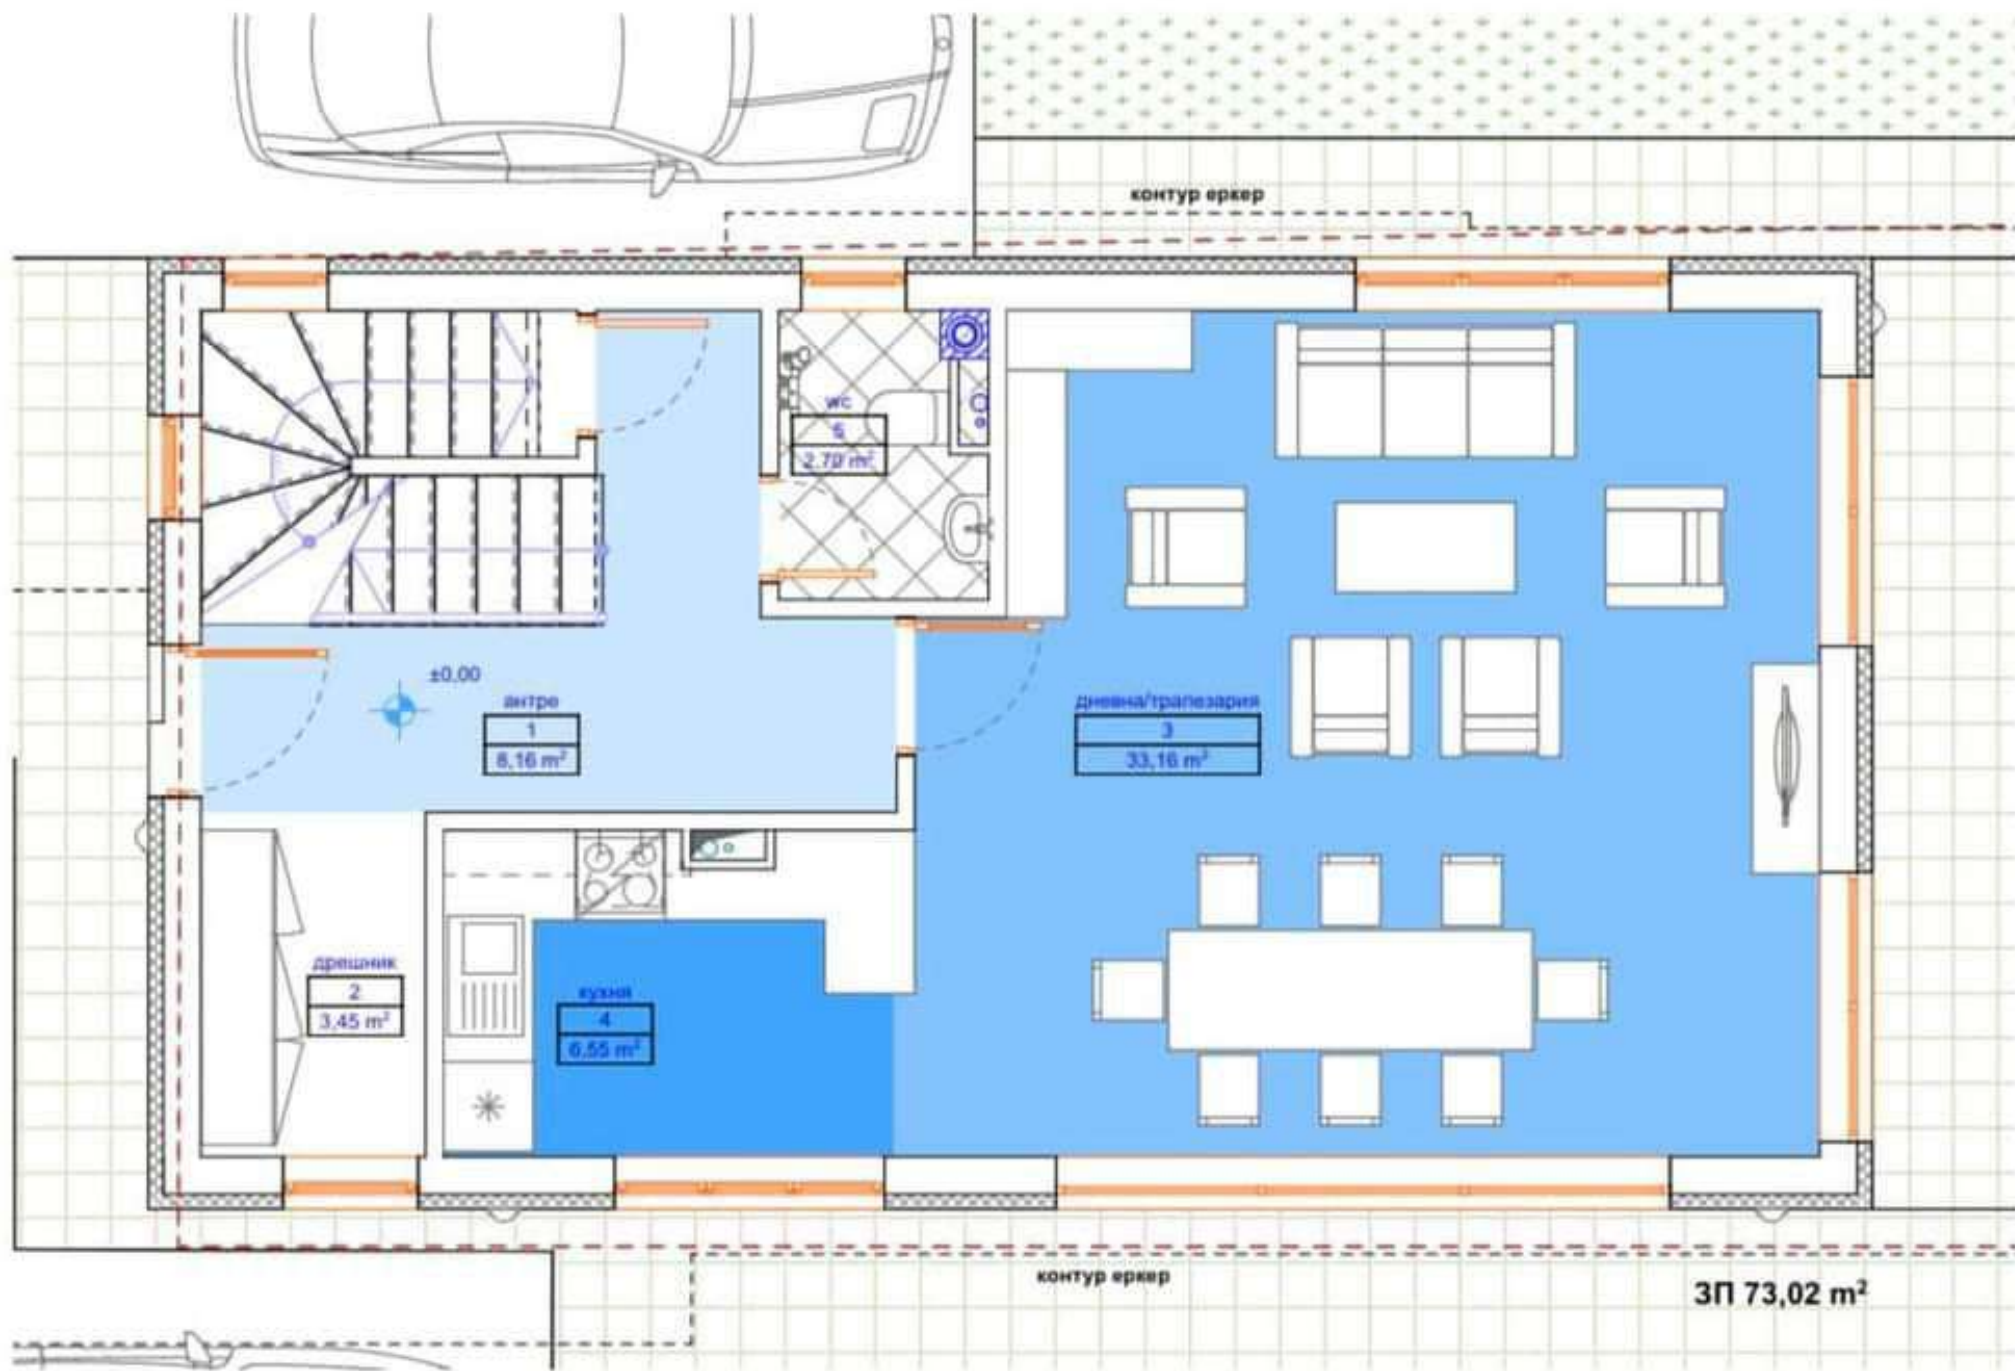 контур еркер
wc
5
2.79 m²
±0,00
антре
1
8,16 m²
дневна/трапезария
3
33,16 m²
дрешник
2
3,45 m²
кухня
4
6.55 m²
контур еркер
ЗП 73,02 m²